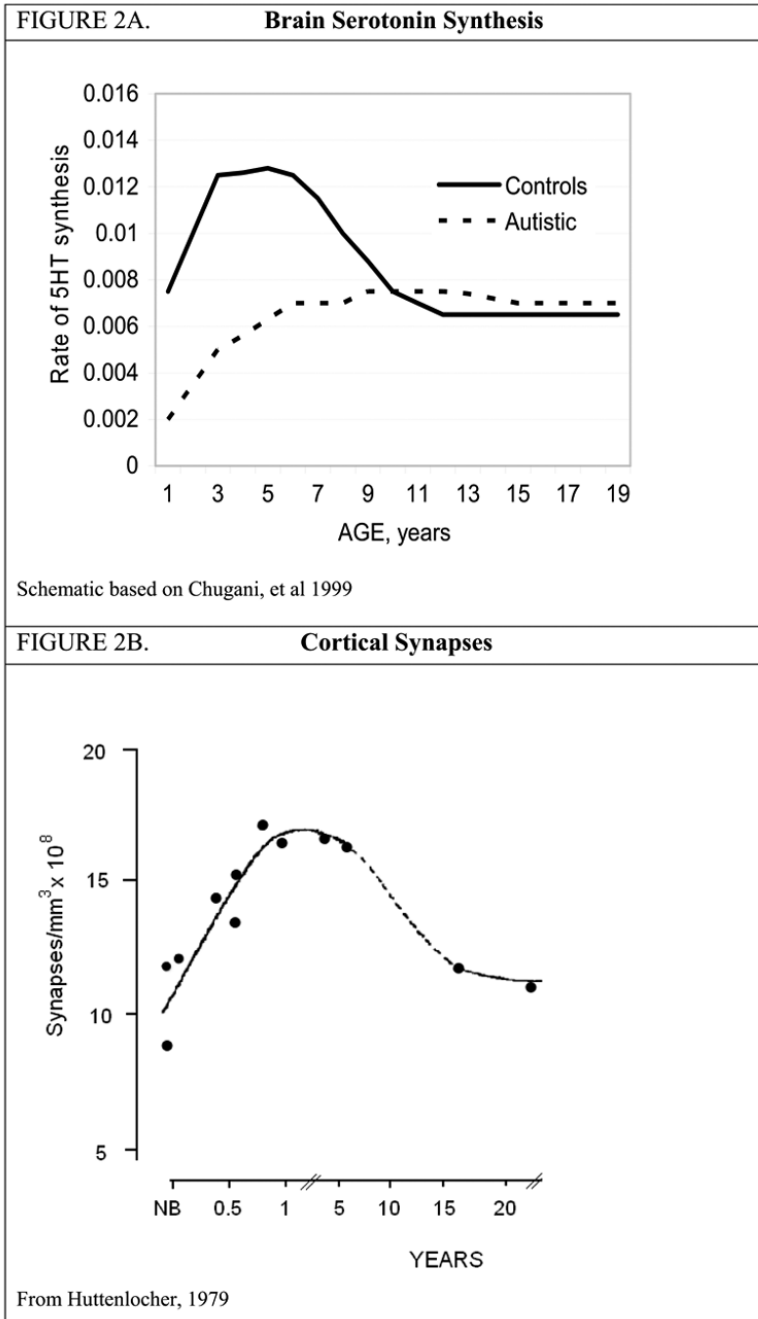 FIGURE 2A. Brain Serotonin Synthesis
0.016
0.014
0.012
0.01
0.008
0.006
0.004
0.002
0
Rate of 5HT synthesis
Controls
Autistic
1 3 5 7 9 11 13 15 17 19
AGE, years
Schematic based on Chugani, et al 1999
FIGURE 2B. Cortical Synapses
20
15
10
5
Synapses/mm³ x 10⁸
NB 0.5 1 5 10 15 20
YEARS
From Huttenlocher, 1979